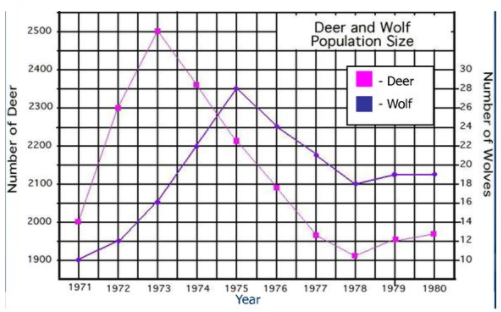 Deer and Wolf
Population Size
- Deer
- Wolf
Number of Deer
2500
2400
2300
2200
2100
2000
1900
Number of Wolves
30
28
26
24
22
20
18
16
14
12
10
1971 1972 1973 1974 1975 1976 1977 1978 1979 1980
Year